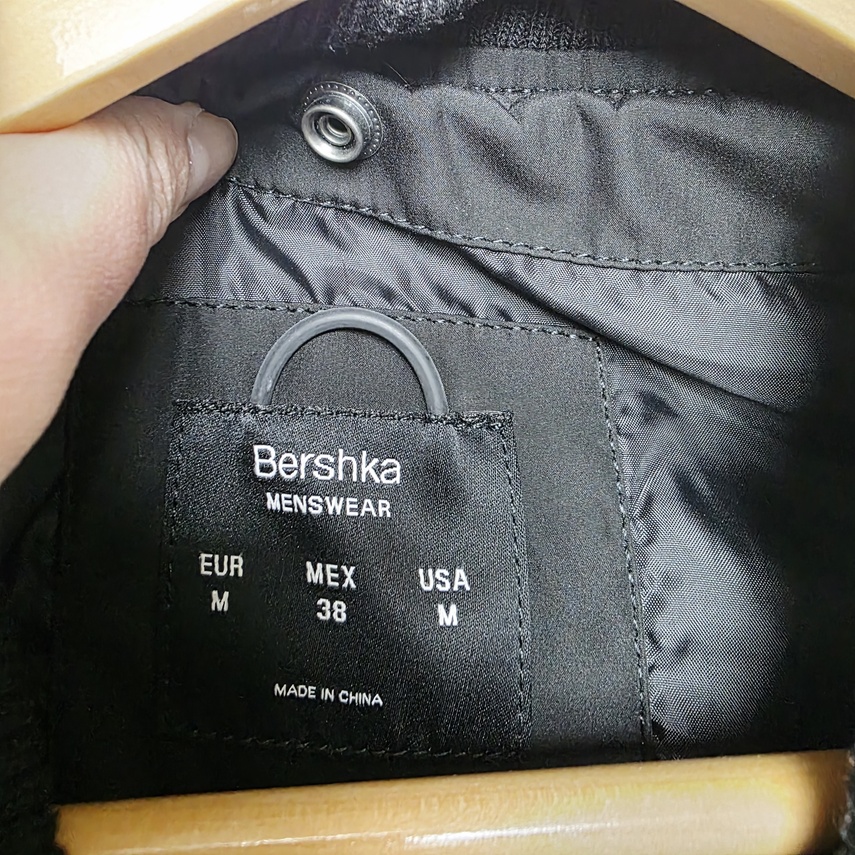 Bershka
MENSWEAR
EUR MEX USA
M 38 M
MADE IN CHINA